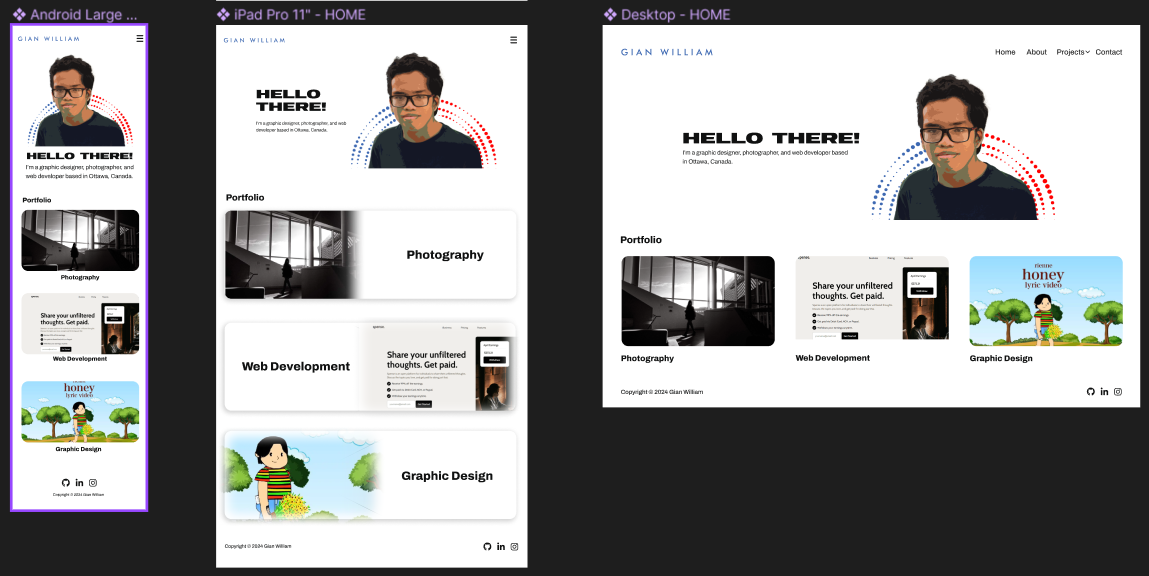 Android Large ...
GIAN WILLIAM
HELLO THERE!
I'm a graphic designer, photographer, and
web developer based in Ottawa, Canada.
Portfolio
Photography
Share your unfiltered
thoughts. Get paid.
Web Development
honey
lyric video
Graphic Design
Copyright © 2024 Gian William
iPad Pro 11" - HOME
GIAN WILLIAM
HELLO
THERE!
I'm a graphic designer, photographer, and web
developer based in Ottawa, Canada.
Portfolio
Photography
Web Development
Share your unfiltered
thoughts. Get paid.
Graphic Design
Copyright © 2024 Gian William
Desktop - HOME
GIAN WILLIAM
Home About Projects Contact
HELLO THERE!
I'm a graphic designer, photographer, and web developer
in Ottawa, Canada.
Portfolio
Share your unfiltered
thoughts. Get paid.
rienne
honey
lyric video
Photography
Web Development
Graphic Design
Copyright © 2024 Gian William